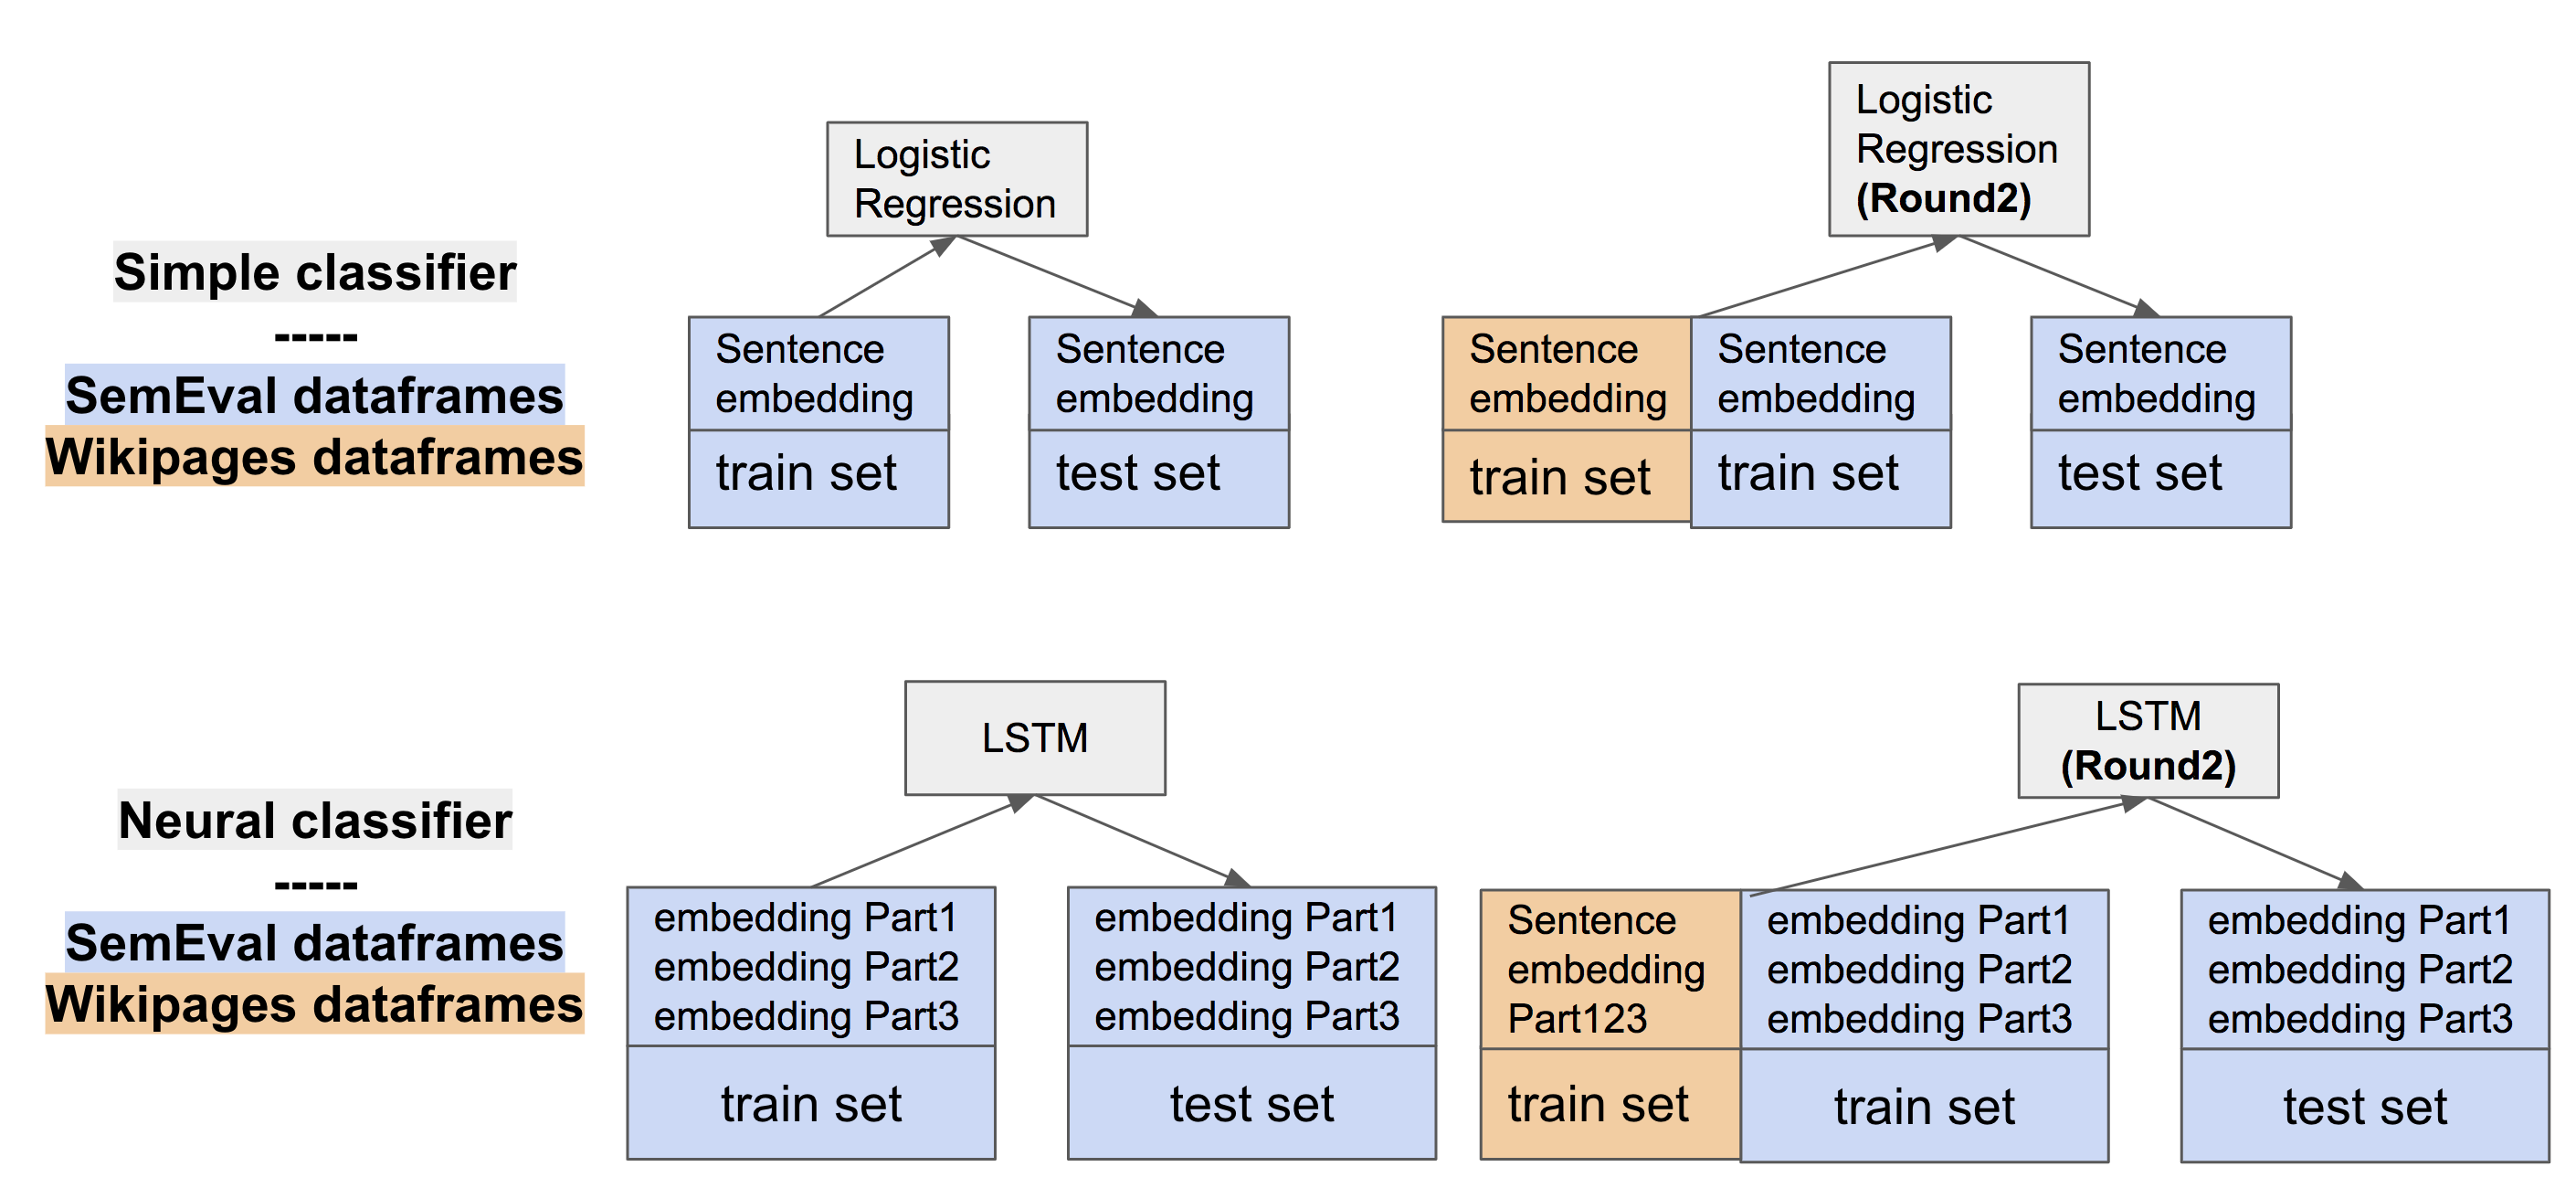 Simple classifier
-----
SemEval dataframes
Wikipages dataframes
Logistic
Regression
Sentence
embedding
train set
Sentence
embedding
test set
Logistic
Regression
(Round2)
Sentence
embedding
train set
Sentence
embedding
train set
Sentence
embedding
test set
Neural classifier
-----
SemEval dataframes
Wikipages dataframes
LSTM
embedding Part1
embedding Part2
embedding Part3
train set
embedding Part1
embedding Part2
embedding Part3
test set
LSTM
(Round2)
Sentence
embedding
Part123
train set
embedding Part1
embedding Part2
embedding Part3
train set
embedding Part1
embedding Part2
embedding Part3
test set